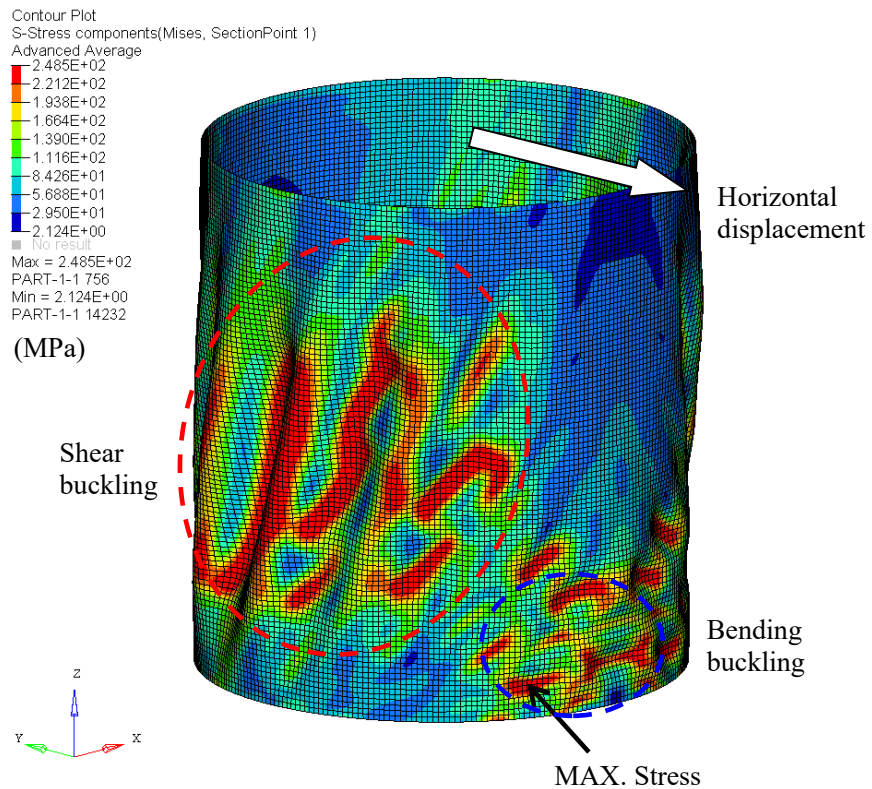 Contour Plot
S-Stress components(Mises, SectionPoint 1)
Advanced Average
2.485E+02
2.212E+02
1.938E+02
1.664E+02
1.390E+02
1.116E+02
8.426E+01
5.688E+01
2.950E+01
2.124E+00
No result
Max = 2.485E+02
PART-1-1 756
Min = 2.124E+00
PART-1-1 14232
(MPa)
Horizontal
displacement
Shear
buckling
Bending
buckling
MAX. Stress
Z
Y
X